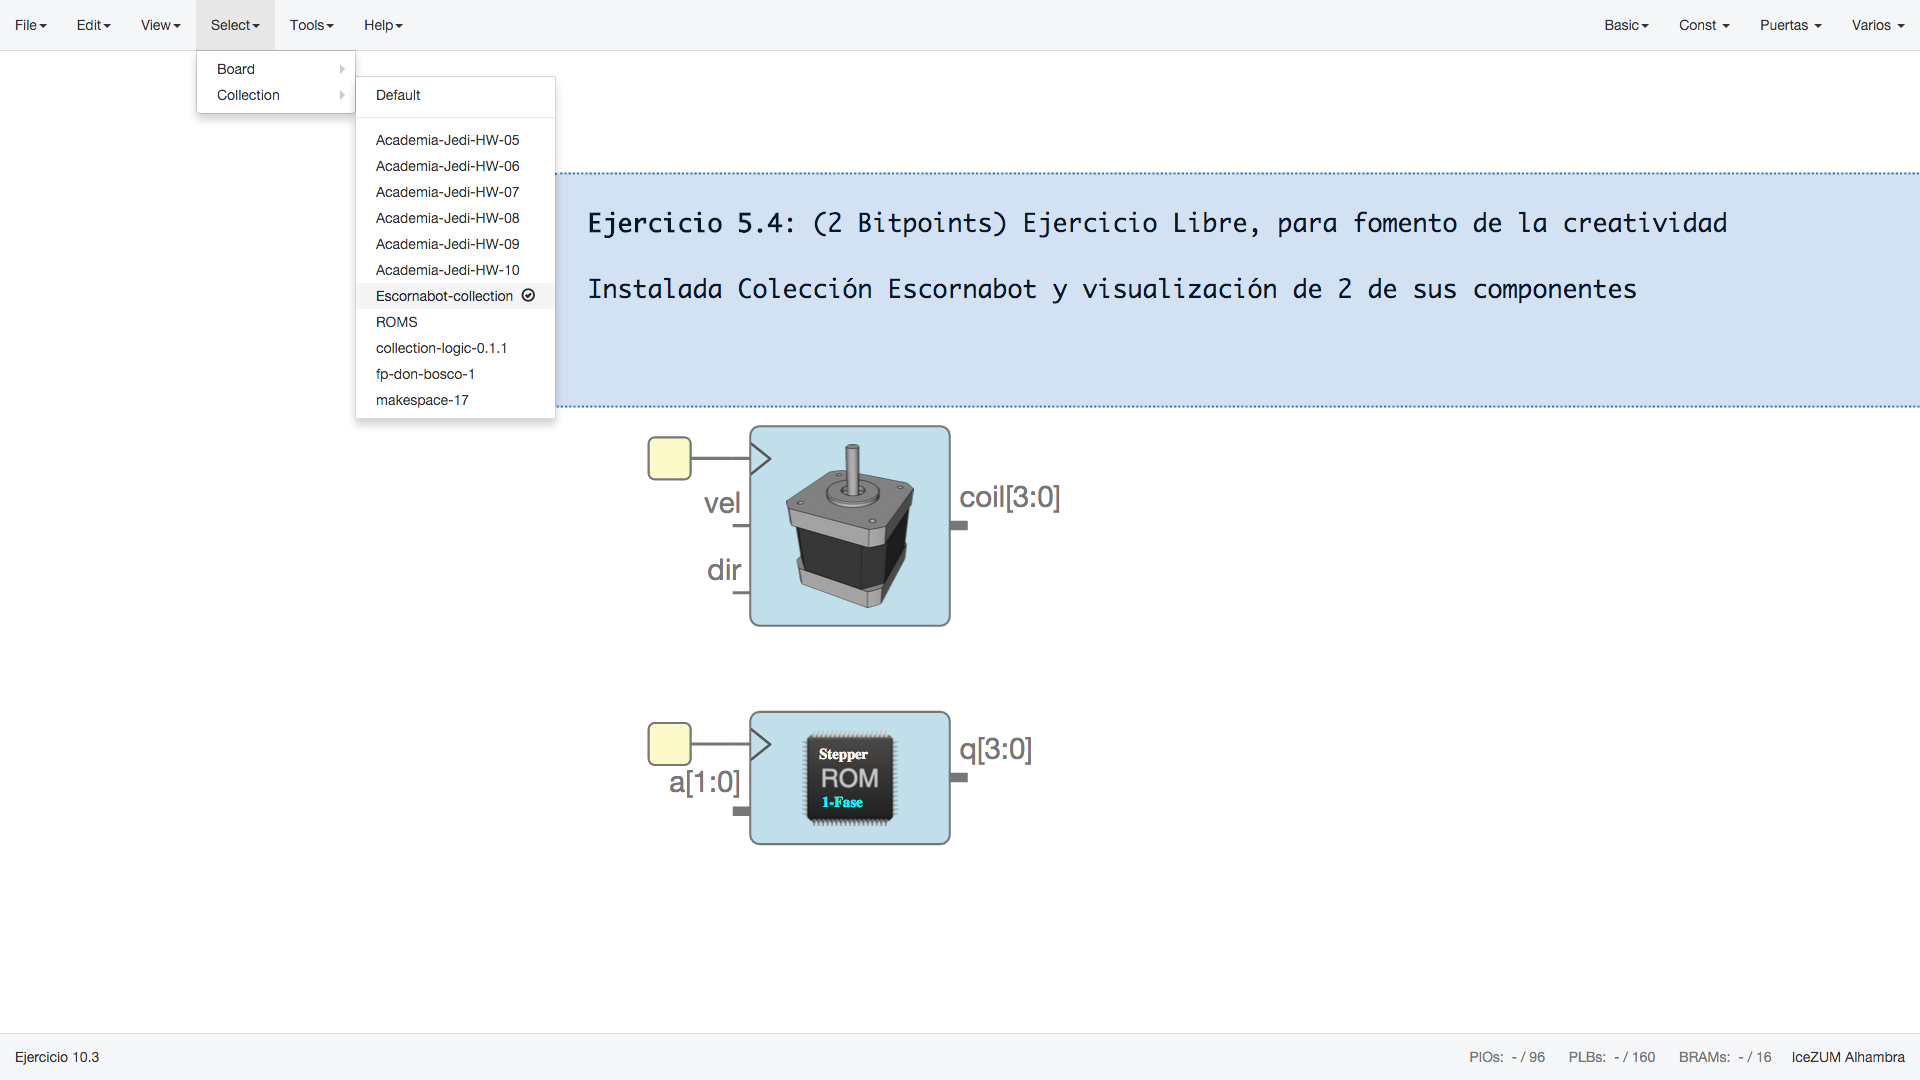 File Edit View Select Tools Help Basic Const Puertas Varios
Board
Collection
Default
Academia-Jedi-HW-05
Academia-Jedi-HW-06
Academia-Jedi-HW-07
Academia-Jedi-HW-08
Academia-Jedi-HW-09
Academia-Jedi-HW-10
Escornabot-collection
ROMS
collection-logic-0.1.1
fp-don-bosco-1
makespace-17
Ejercicio 5.4: (2 Bitpoints) Ejercicio Libre, para fomento de la creatividad
Instalada Colección Escornabot y visualización de 2 de sus componentes
vel
dir
coil[3:0]
a[1:0]
Stepper
ROM
1-Fase
q[3:0]
Ejercicio 10.3 PIOs: - / 96 PLBs: - / 160 BRAMs: - / 16 IceZUM Alhambra